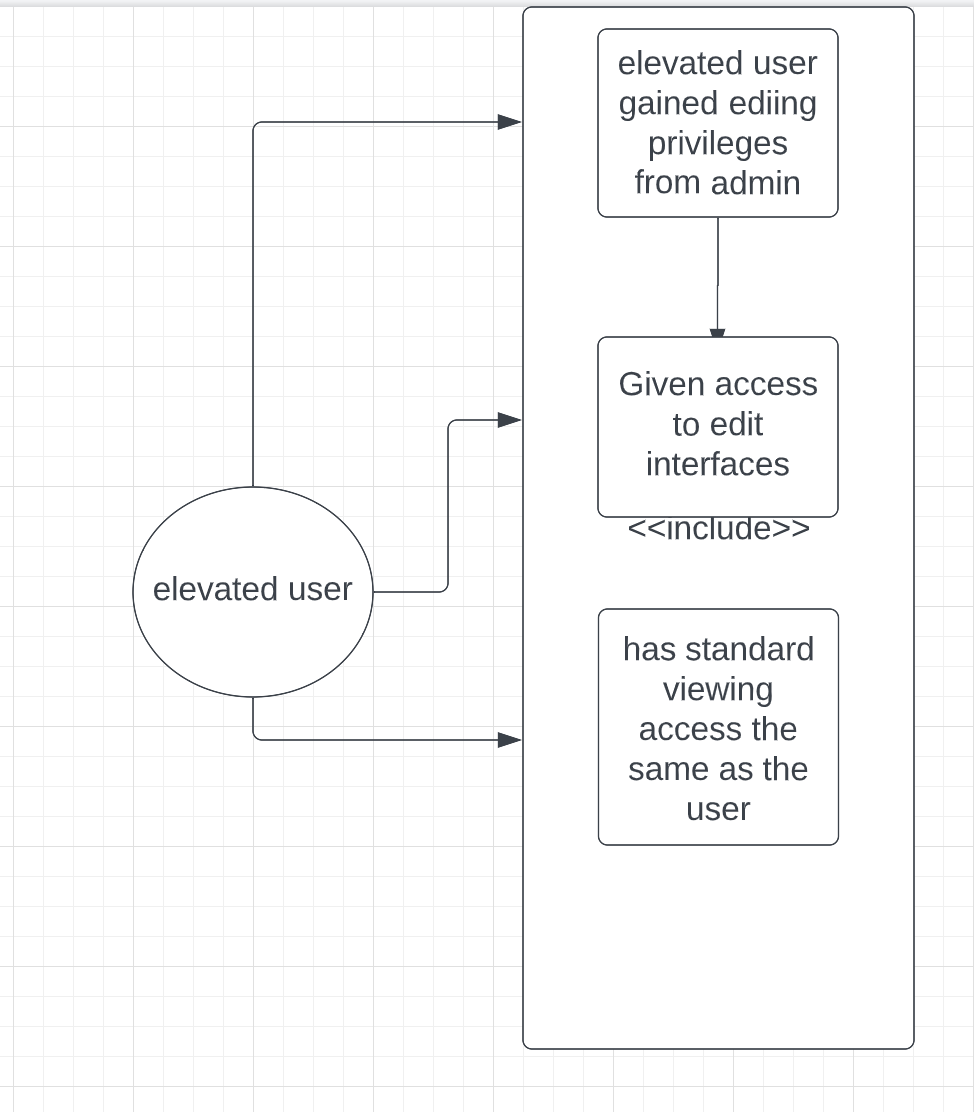 elevated user
gained ediing
privileges
from admin
Given access
to edit
interfaces
<<include>>
elevated user
has standard
viewing
access the
same as the
user